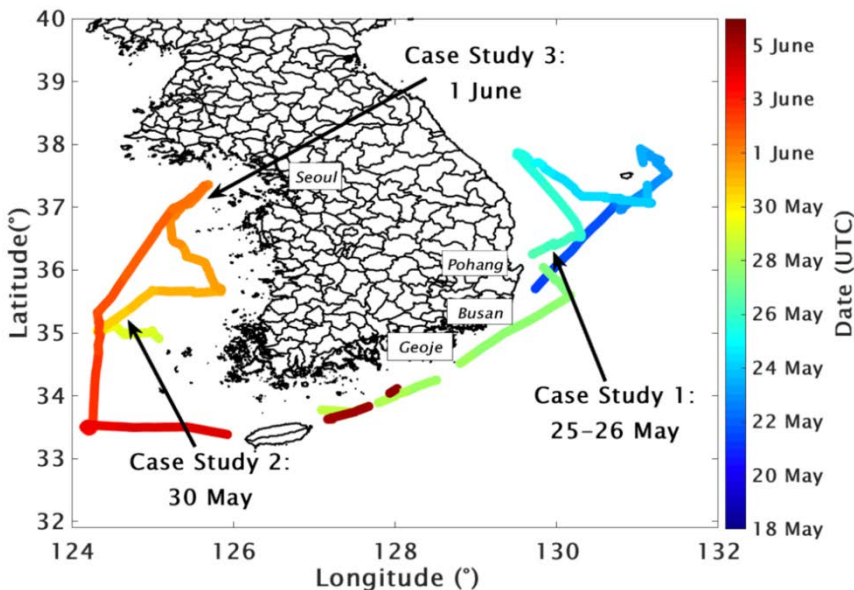 40
39
38
37
36
35
34
33
32
124
126
128
130
132
Latitude(°)
Longitude (°)
Case Study 3:
1 June
Seoul
Pohang
Busan
Geoje
Case Study 1:
25-26 May
Case Study 2:
30 May
5 June
3 June
1 June
30 May
28 May
26 May
24 May
22 May
20 May
18 May
Date (UTC)